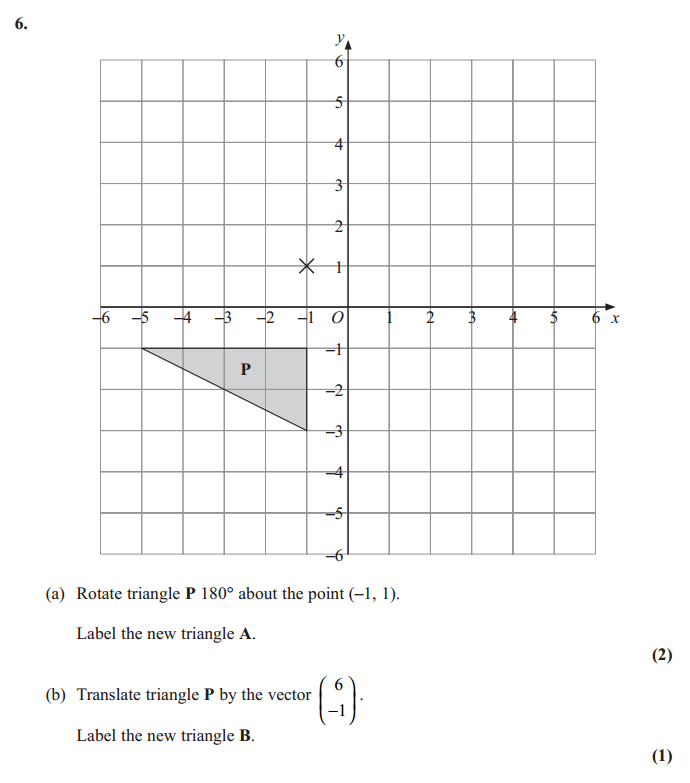 6.
y
6
5
4
3
2
1
–6 –5 –4 –3 –2 –1 O 1 2 3 4 5 6 x
–1
P
–2
–3
–4
–5
–6
(a) Rotate triangle P 180° about the point (–1, 1).
Label the new triangle A.
(2)
(b) Translate triangle P by the vector (6
–1).
Label the new triangle B.
(1)